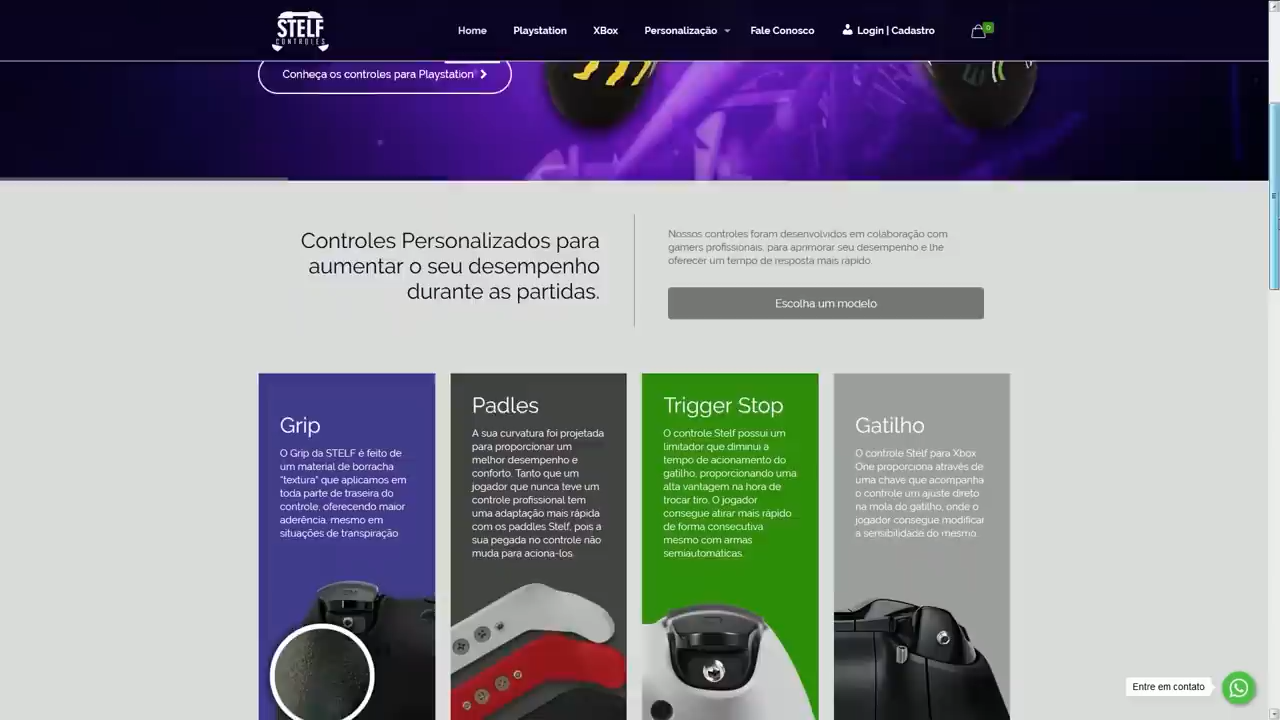 STELF
CONTROLES
Home
Playstation
XBox
Personalização
Fale Conosco
Login | Cadastro
0
Conheça os controles para Playstation
Controles Personalizados para
aumentar o seu desempenho
durante as partidas.
Nossos controles foram desenvolvidos em colaboração com
gamers profissionais, para aprimorar seu desempenho e lhe
oferecer um tempo de resposta mais rápido.
Escolha um modelo
Grip
O Grip da STELF é feito de
um material de borracha
"textura" que aplicamos em
toda parte de traseira do
controle, oferecendo maior
aderência, mesmo em
situações de transpiração
Padles
A sua curvatura foi projetada
para proporcionar um
melhor desempenho e
conforto. Tanto que um
jogador que nunca teve um
controle profissional tem
uma adaptação mais rápida
com os paddles Stelf, pois a
sua pegada no controle não
muda para aciona-los.
Trigger Stop
O controle Stelf possui um
limitador que diminui a
tempo de acionamento do
gatilho, proporcionando uma
alta vantagem na hora de
trocar tiro. O jogador
consegue atirar mais rápido
de forma consecutiva
mesmo com armas
semiautomáticas.
Gatilho
O controle Stelf para Xbox
One proporciona através de
uma chave que acompanha
o controle um ajuste direto
na mola do gatilho, onde o
jogador consegue modificar
a sensibilidade do mesmo.
Entre em contato